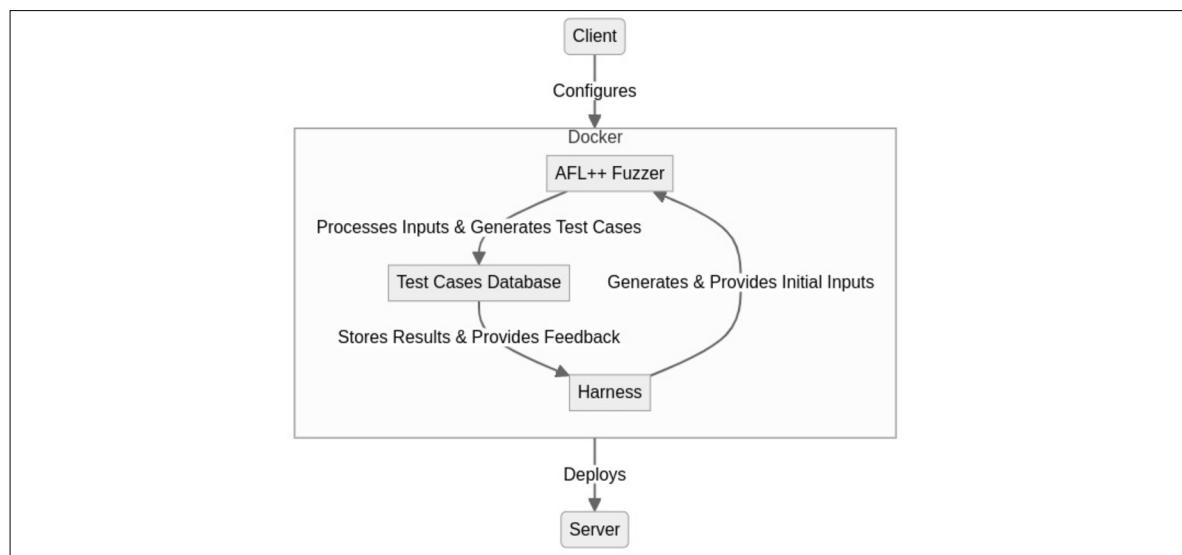 Client
Configures
Docker
AFL++ Fuzzer
Processes Inputs & Generates Test Cases
Test Cases Database
Generates & Provides Initial Inputs
Stores Results & Provides Feedback
Harness
Deploys
Server